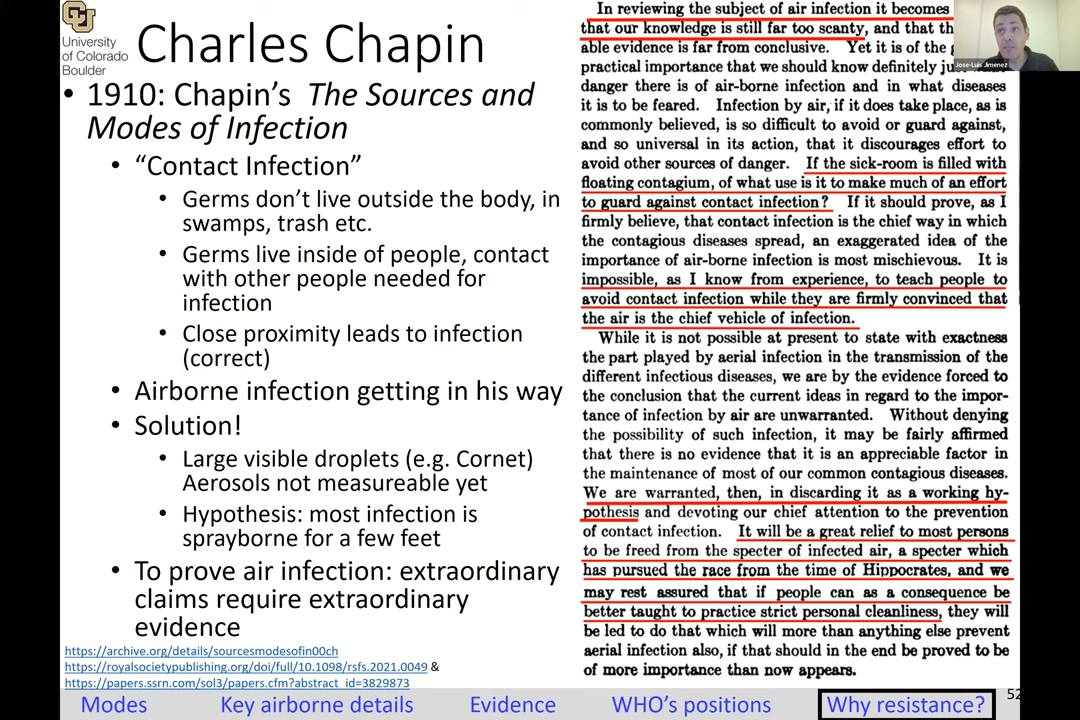 University
of Colorado
Boulder
Charles Chapin
• 1910: Chapin's The Sources and
Modes of Infection
• “Contact Infection”
• Germs don't live outside the body, in
swamps, trash etc.
• Germs live inside of people, contact
with other people needed for
infection
• Close proximity leads to infection
(correct)
• Airborne infection getting in his way
• Solution!
• Large visible droplets (e.g. Cornet)
Aerosols not measureable yet
• Hypothesis: most infection is
sprayborne for a few feet
• To prove air infection: extraordinary
claims require extraordinary
evidence
https://archive.org/details/sourcesmodesofin00ch
https://royalsocietypublishing.org/doi/full/10.1098/rsfs.2021.0049 &
https://papers.ssrn.com/sol3/papers.cfm?abstract_id=3829873
In reviewing the subject of air infection it becomes
that our knowledge is still far too scanty, and that th
able evidence is far from conclusive. Yet it is of the
practical importance that we should know definitely
danger there is of air-borne infection and in what diseases
it is to be feared. Infection by air, if it does take place, as is
commonly believed, is so difficult to avoid or guard against,
and so universal in its action, that it discourages effort to
avoid other sources of danger. If the sick-room is filled with
floating contagium, of what use is it to make much of an effort
to guard against contact infection? If it should prove, as I
firmly believe, that contact infection is the chief way in which
the contagious diseases spread, an exaggerated idea of the
importance of air-borne infection is most mischievous. It is
impossible, as I know from experience, to teach people to
avoid contact infection while they are firmly convinced that
the air is the chief vehicle of infection.
While it is not possible at present to state with exactness
the part played by aerial infection in the transmission of the
different infectious diseases, we are by the evidence forced to
the conclusion that the current ideas in regard to the impor-
tance of infection by air are unwarranted. Without denying
the possibility of such infection, it may be fairly affirmed
that there is no evidence that it is an appreciable factor in
the maintenance of most of our common contagious diseases.
We are warranted, then, in discarding it as a working hy-
pothesis and devoting our chief attention to the prevention
of contact infection. It will be a great relief to most persons
to be freed from the specter of infected air, a specter which
has pursued the race from the time of Hippocrates, and we
may rest assured that if people can as a consequence be
better taught to practice strict personal cleanliness, they will
be led to do that which will more than anything else prevent
aerial infection also, if that should in the end be proved to be
of more importance than now appears.
Jose-Luis Jimenez
52
Modes Key airborne details Evidence WHO's positions Why resistance?